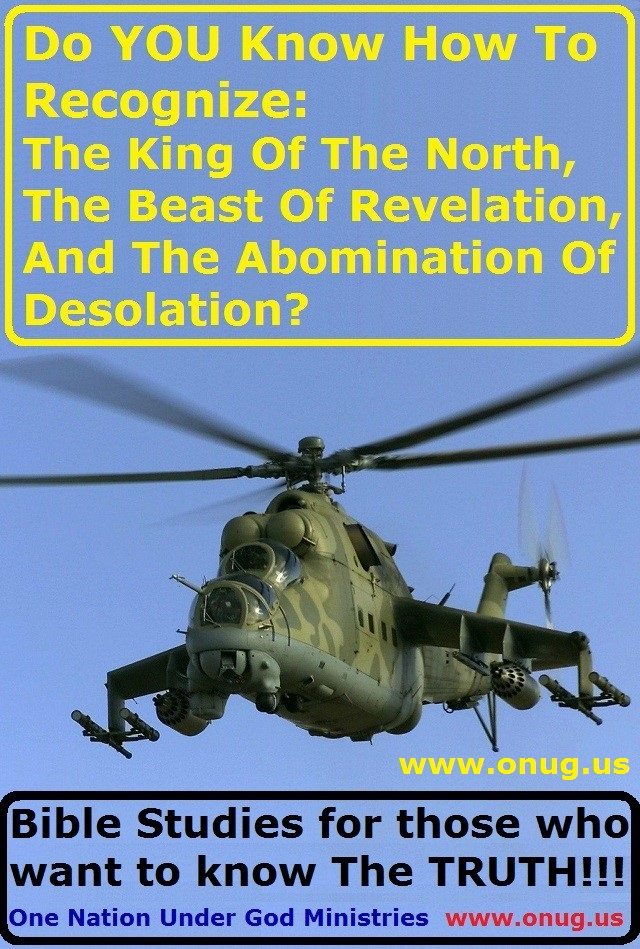 Do YOU Know How To
Recognize:
The King Of The North,
The Beast Of Revelation,
And The Abomination Of
Desolation?
www.onug.us
Bible Studies for those who
want to know The TRUTH!!!
One Nation Under God Ministries www.onug.us